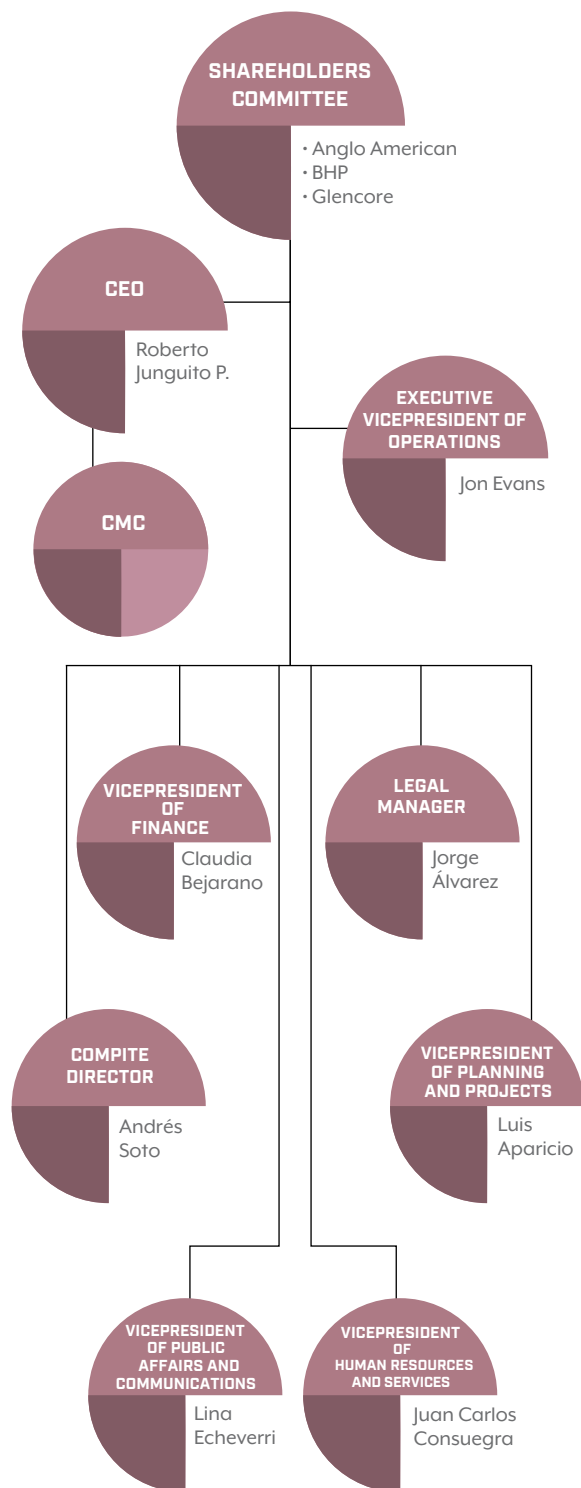 SHAREHOLDERS
COMMITTEE
· Anglo American
· BHP
· Glencore
CEO
Roberto
Junguito P.
EXECUTIVE
VICEPRESIDENT OF
OPERATIONS
Jon Evans
CMC
VICEPRESIDENT
OF
FINANCE
Claudia
Bejarano
LEGAL
MANAGER
Jorge
Álvarez
COMPITE
DIRECTOR
Andrés
Soto
VICEPRESIDENT
OF PLANNING
AND PROJECTS
Luis
Aparicio
VICEPRESIDENT
OF PUBLIC
AFFAIRS AND
COMMUNICATIONS
Lina
Echeverri
VICEPRESIDENT
OF
HUMAN RESOURCES
AND SERVICES
Juan Carlos
Consuegra